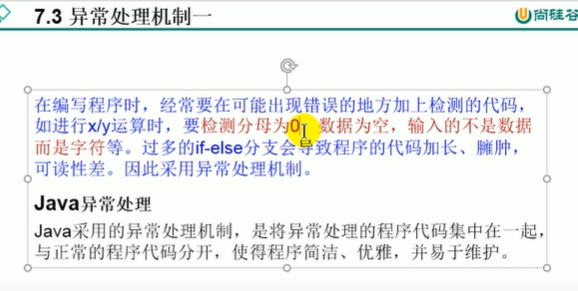 7.3 异常处理机制一
尚硅谷
在编写程序时，经常要在可能出现错误的地方加上检测的代码，
如进行x/y运算时，要检测分母为0，数据为空，输入的不是数据
而是字符等。过多的if-else分支会导致程序的代码加长、臃肿，
可读性差。因此采用异常处理机制。
Java异常处理
Java采用的异常处理机制，是将异常处理的程序代码集中在一起，
与正常的程序代码分开，使得程序简洁、优雅，并易于维护。